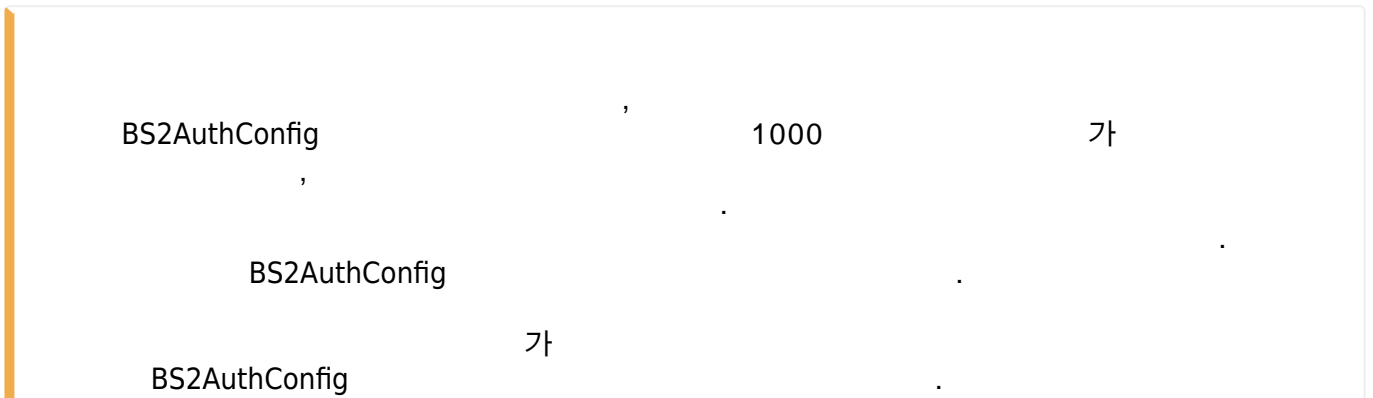 ,
BS2AuthConfig 1000 가
,
.
.
BS2AuthConfig .
가
BS2AuthConfig .